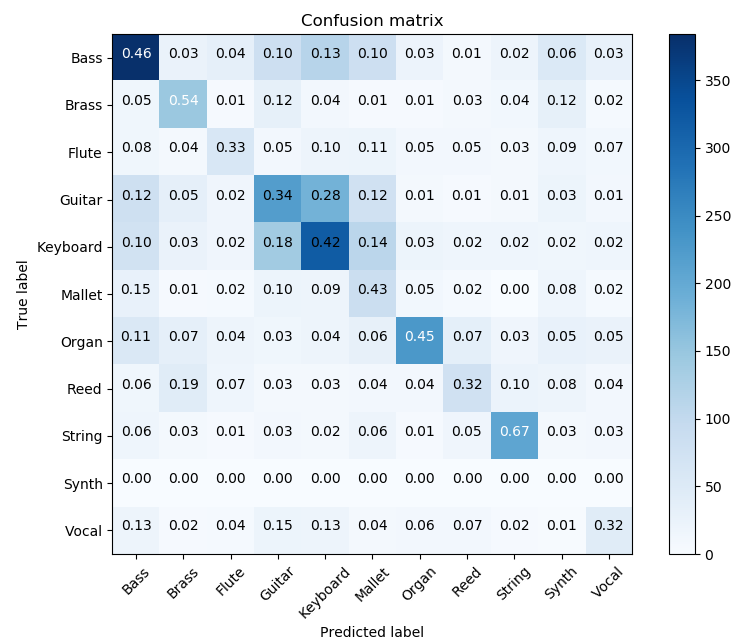 Confusion matrix
Bass 0.46 0.03 0.04 0.10 0.13 0.10 0.03 0.01 0.02 0.06 0.03
Brass 0.05 0.54 0.01 0.12 0.04 0.01 0.01 0.03 0.04 0.12 0.02
Flute 0.08 0.04 0.33 0.05 0.10 0.11 0.05 0.05 0.03 0.09 0.07
Guitar 0.12 0.05 0.02 0.34 0.28 0.12 0.01 0.01 0.01 0.03 0.01
Keyboard 0.10 0.03 0.02 0.18 0.42 0.14 0.03 0.02 0.02 0.02 0.02
Mallet 0.15 0.01 0.02 0.10 0.09 0.43 0.05 0.02 0.00 0.08 0.02
Organ 0.11 0.07 0.04 0.03 0.04 0.06 0.45 0.07 0.03 0.05 0.05
Reed 0.06 0.19 0.07 0.03 0.03 0.04 0.04 0.32 0.10 0.08 0.04
String 0.06 0.03 0.01 0.03 0.02 0.06 0.01 0.05 0.67 0.03 0.03
Synth 0.00 0.00 0.00 0.00 0.00 0.00 0.00 0.00 0.00 0.00 0.00
Vocal 0.13 0.02 0.04 0.15 0.13 0.04 0.06 0.07 0.02 0.01 0.32
Bass Brass Flute Guitar Keyboard Mallet Organ Reed String Synth Vocal
Predicted label
True label
350
300
250
200
150
100
50
0